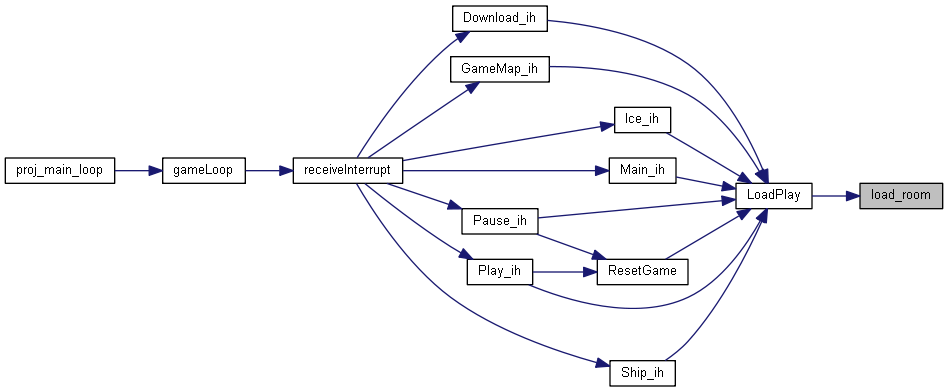 Download_ih
GameMap_ih
Ice_ih
proj_main_loop
gameLoop
receiveInterrupt
Main_ih
LoadPlay
load_room
Pause_ih
Play_ih
ResetGame
Ship_ih